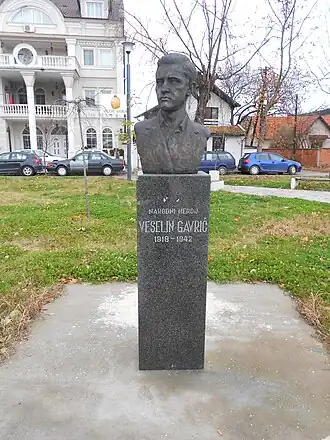 NARODNI HEROJ
VESELIN GAVRIĆ
1918 - 1942